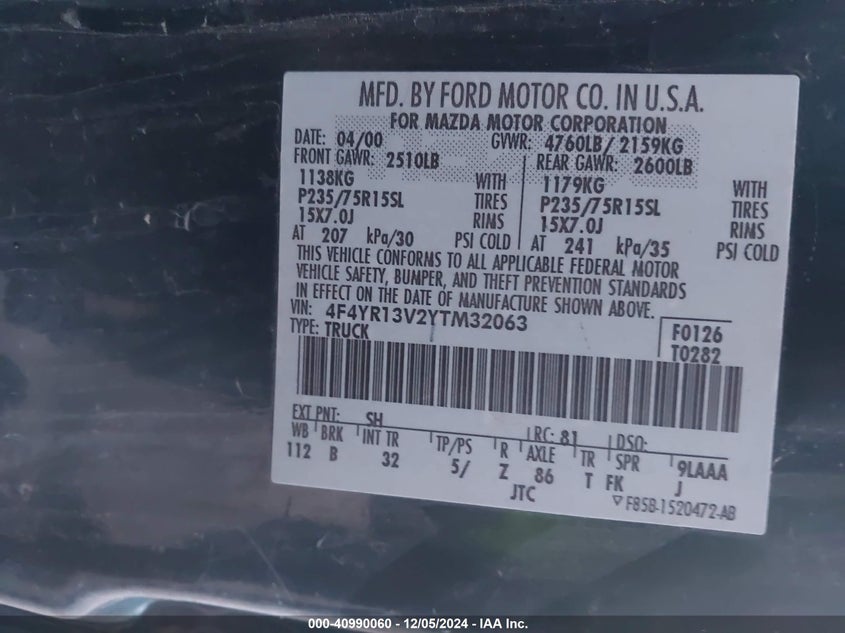 MFD. BY FORD MOTOR CO. IN U.S.A.
FOR MAZDA MOTOR CORPORATION
DATE: 04/00 GVWR: 4760LB/ 2159KG
FRONT GAWR: 2510LB REAR GAWR: 2600LB
1138KG WITH 1179KG WITH
P235/75R15SL TIRES P235/75R15SL TIRES
15X7.0J RIMS 15X7.0J RIMS
AT 207 kPa/30 PSI COLD AT 241 kPa/35 PSI COLD
THIS VEHICLE CONFORMS TO ALL APPLICABLE FEDERAL MOTOR
VEHICLE SAFETY, BUMPER, AND THEFT PREVENTION STANDARDS
IN EFFECT ON THE DATE OF MANUFACTURE SHOWN ABOVE.
VIN: 4F4YR13V2YTM32063
TYPE: TRUCK
F0126
T0282
EXT PNT: SH RC: 81 DSO:
WB BRK INT TR TP/PS R AXLE TR SPR 9LAAA
112 B 32 5/ Z 86 T FK J
JTC
F85B-1520472-AB
000-40990060 - 12/05/2024 - IAA Inc.